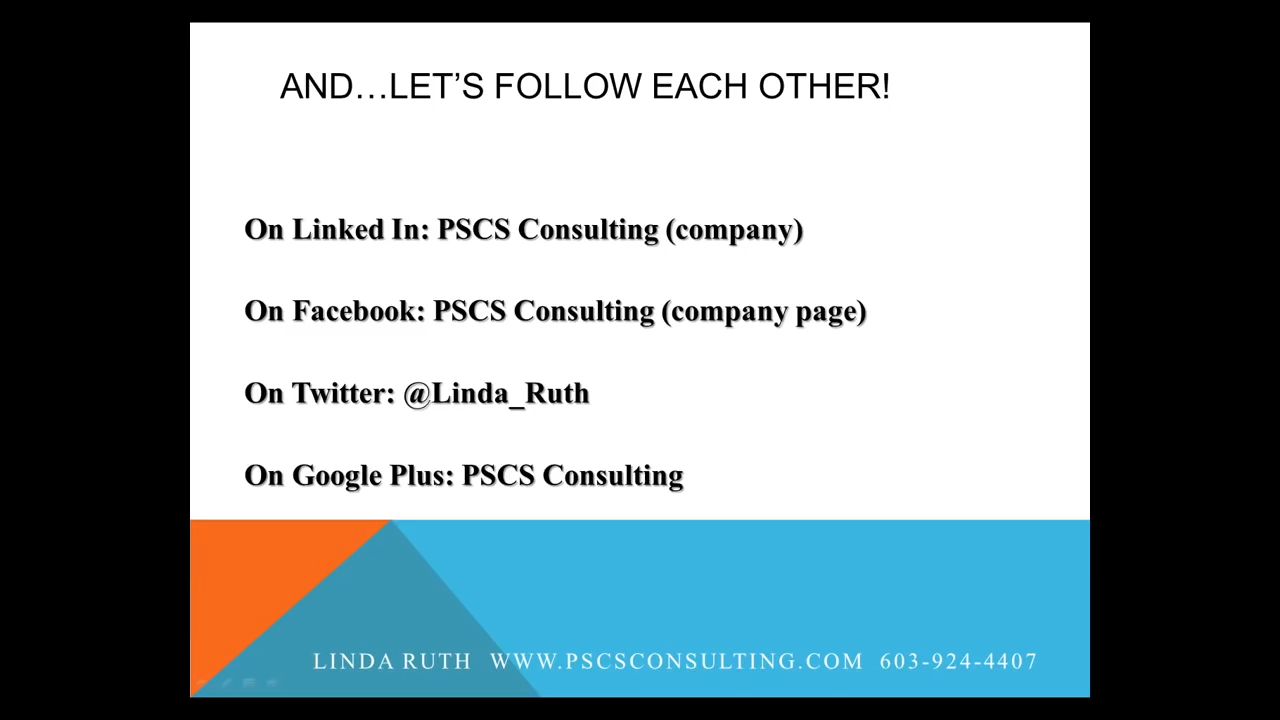 AND…LET’S FOLLOW EACH OTHER!
On Linked In: PSCS Consulting (company)
On Facebook: PSCS Consulting (company page)
On Twitter: @Linda_Ruth
On Google Plus: PSCS Consulting
LINDA RUTH WWW.PSCSCONSULTING.COM 603-924-4407